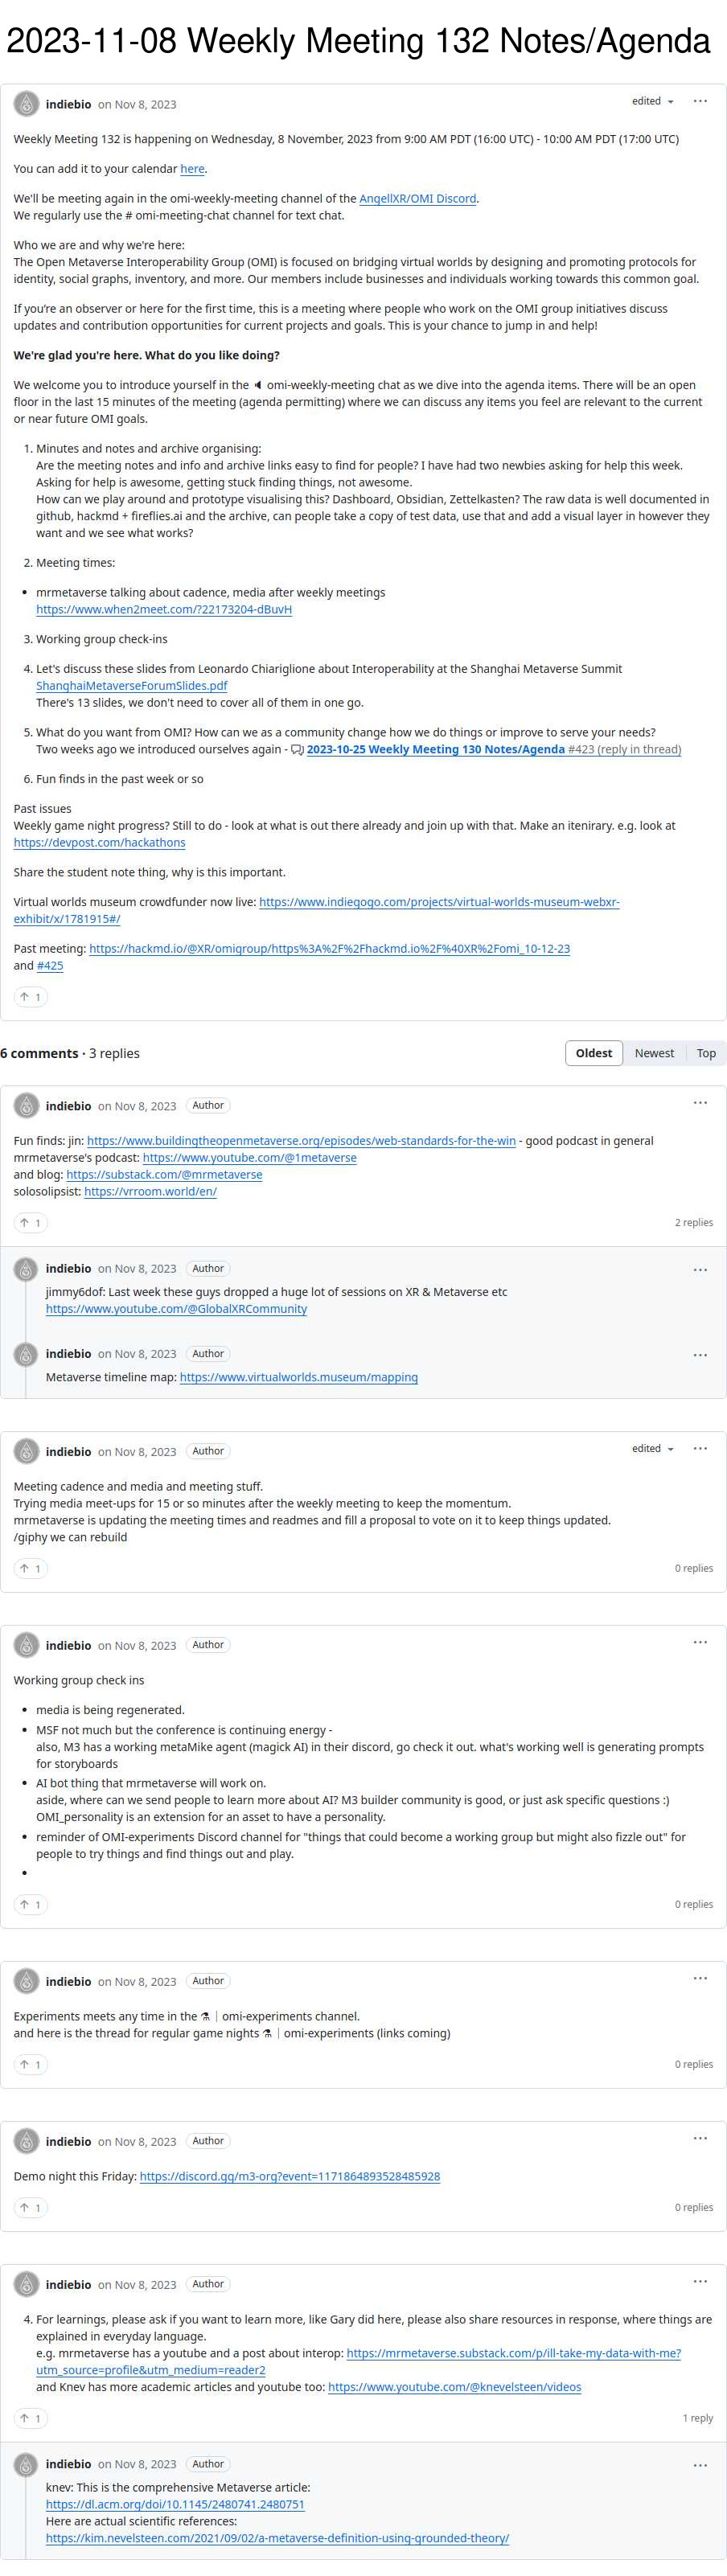 2023-11-08 Weekly Meeting 132 Notes/Agenda
indiebio on Nov 8, 2023
edited
Weekly Meeting 132 is happening on Wednesday, 8 November, 2023 from 9:00 AM PDT (16:00 UTC) - 10:00 AM PDT (17:00 UTC)
You can add it to your calendar here.
We'll be meeting again in the omi-weekly-meeting channel of the AngellXR/OMI Discord.
We regularly use the # omi-meeting-chat channel for text chat.
Who we are and why we're here:
The Open Metaverse Interoperability Group (OMI) is focused on bridging virtual worlds by designing and promoting protocols for
identity, social graphs, inventory, and more. Our members include businesses and individuals working towards this common goal.
If you're an observer or here for the first time, this is a meeting where people who work on the OMI group initiatives discuss
updates and contribution opportunities for current projects and goals. This is your chance to jump in and help!
We're glad you're here. What do you like doing?
We welcome you to introduce yourself in the 🔈 omi-weekly-meeting chat as we dive into the agenda items. There will be an open
floor in the last 15 minutes of the meeting (agenda permitting) where we can discuss any items you feel are relevant to the current
or near future OMI goals.
1. Minutes and notes and archive organising:
Are the meeting notes and info and archive links easy to find for people? I have had two newbies asking for help this week.
Asking for help is awesome, getting stuck finding things, not awesome.
How can we play around and prototype visualising this? Dashboard, Obsidian, Zettelkasten? The raw data is well documented in
github, hackmd + fireflies.ai and the archive, can people take a copy of test data, use that and add a visual layer in however they
want and we see what works?
2. Meeting times:
• mrmetaverse talking about cadence, media after weekly meetings
https://www.when2meet.com/?22173204-dBuvH
3. Working group check-ins
4. Let's discuss these slides from Leonardo Chiariglione about Interoperability at the Shanghai Metaverse Summit
ShanghaiMetaverseForumSlides.pdf
There's 13 slides, we don't need to cover all of them in one go.
5. What do you want from OMI? How can we as a community change how we do things or improve to serve your needs?
Two weeks ago we introduced ourselves again - 2023-10-25 Weekly Meeting 130 Notes/Agenda #423 (reply in thread)
6. Fun finds in the past week or so
Past issues
Weekly game night progress? Still to do - look at what is out there already and join up with that. Make an itenirary. e.g. look at
https://devpost.com/hackathons
Share the student note thing, why is this important.
Virtual worlds museum crowdfunder now live: https://www.indiegogo.com/projects/virtual-worlds-museum-webxr-
exhibit/x/1781915#/
Past meeting: https://hackmd.io/@XR/omigroup/https%3A%2F%2Fhackmd.io%2F%40XR%2Fomi_10-12-23
and #425
↑ 1
6 comments · 3 replies
Oldest Newest Top
indiebio on Nov 8, 2023 Author
Fun finds: jin: https://www.buildingtheopenmetaverse.org/episodes/web-standards-for-the-win - good podcast in general
mrmetaverse's podcast: https://www.youtube.com/@1metaverse
and blog: https://substack.com/@mrmetaverse
solosolipsist: https://vrroom.world/en/
↑ 1
2 replies
indiebio on Nov 8, 2023 Author
jimmy6dof: Last week these guys dropped a huge lot of sessions on XR & Metaverse etc
https://www.youtube.com/@GlobalXRCommunity
indiebio on Nov 8, 2023 Author
Metaverse timeline map: https://www.virtualworlds.museum/mapping
indiebio on Nov 8, 2023 Author
edited
Meeting cadence and media and meeting stuff.
Trying media meet-ups for 15 or so minutes after the weekly meeting to keep the momentum.
mrmetaverse is updating the meeting times and readmes and fill a proposal to vote on it to keep things updated.
/giphy we can rebuild
↑ 1
0 replies
indiebio on Nov 8, 2023 Author
Working group check ins
• media is being regenerated.
• MSF not much but the conference is continuing energy -
also, M3 has a working metaMike agent (magick AI) in their discord, go check it out. what's working well is generating prompts
for storyboards
• AI bot thing that mrmetaverse will work on.
aside, where can we send people to learn more about AI? M3 builder community is good, or just ask specific questions :)
OMI_personality is an extension for an asset to have a personality.
• reminder of OMI-experiments Discord channel for "things that could become a working group but might also fizzle out" for
people to try things and find things out and play.
•
↑ 1
0 replies
indiebio on Nov 8, 2023 Author
Experiments meets any time in the ⚗｜omi-experiments channel.
and here is the thread for regular game nights ⚗｜omi-experiments (links coming)
↑ 1
0 replies
indiebio on Nov 8, 2023 Author
Demo night this Friday: https://discord.gg/m3-org?event=1171864893528485928
↑ 1
0 replies
indiebio on Nov 8, 2023 Author
4. For learnings, please ask if you want to learn more, like Gary did here, please also share resources in response, where things are
explained in everyday language.
e.g. mrmetaverse has a youtube and a post about interop: https://mrmetaverse.substack.com/p/ill-take-my-data-with-me?
utm_source=profile&utm_medium=reader2
and Knev has more academic articles and youtube too: https://www.youtube.com/@knevelsteen/videos
↑ 1
1 reply
indiebio on Nov 8, 2023 Author
knev: This is the comprehensive Metaverse article:
https://dl.acm.org/doi/10.1145/2480741.2480751
Here are actual scientific references:
https://kim.nevelsteen.com/2021/09/02/a-metaverse-definition-using-grounded-theory/